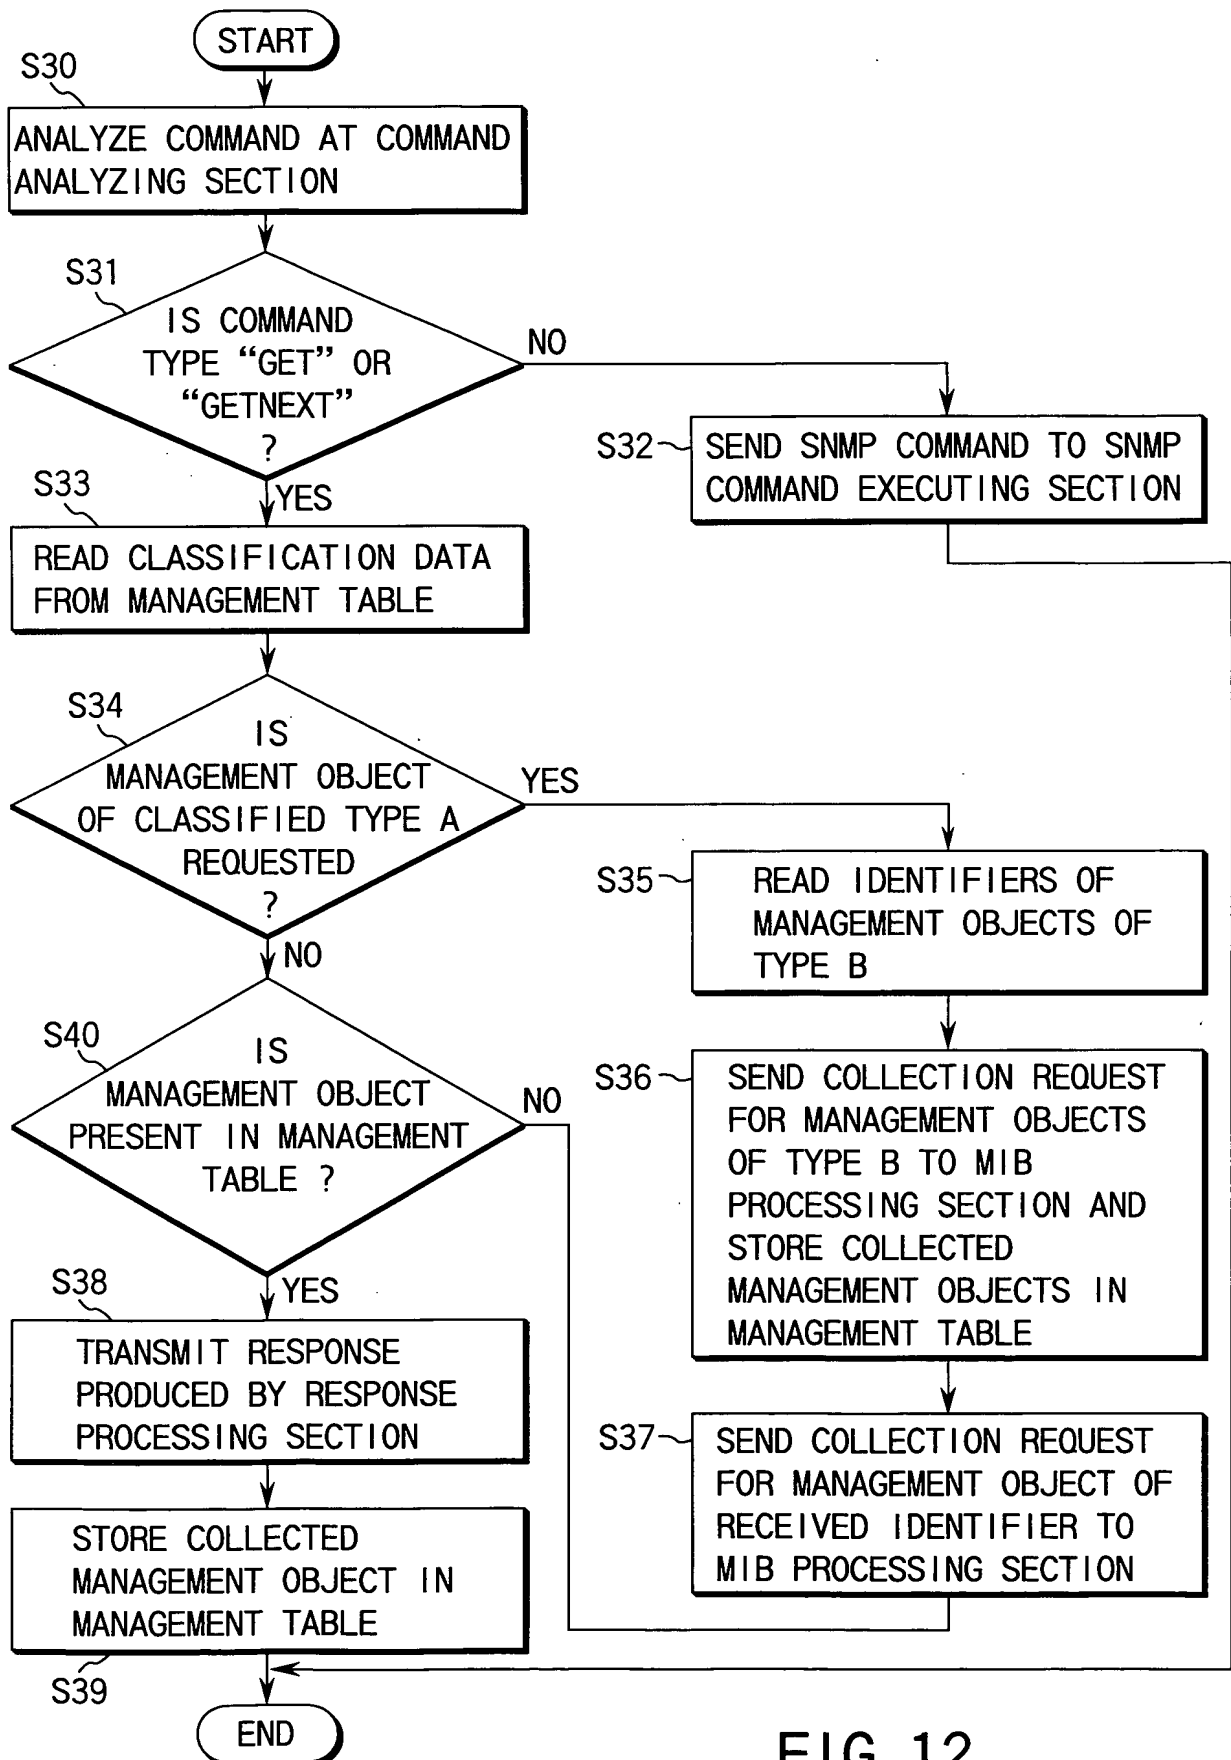 START
S30
ANALYZE COMMAND AT COMMAND
ANALYZING SECTION
S31
IS COMMAND
TYPE “GET” OR
“GETNEXT”
?
NO
YES
S32
SEND SNMP COMMAND TO SNMP
COMMAND EXECUTING SECTION
S33
READ CLASSIFICATION DATA
FROM MANAGEMENT TABLE
S34
IS
MANAGEMENT OBJECT
OF CLASSIFIED TYPE A
REQUESTED
?
YES
NO
S35
READ IDENTIFIERS OF
MANAGEMENT OBJECTS OF
TYPE B
S36
SEND COLLECTION REQUEST
FOR MANAGEMENT OBJECTS
OF TYPE B TO MIB
PROCESSING SECTION AND
STORE COLLECTED
MANAGEMENT OBJECTS IN
MANAGEMENT TABLE
S37
SEND COLLECTION REQUEST
FOR MANAGEMENT OBJECT OF
RECEIVED IDENTIFIER TO
MIB PROCESSING SECTION
S40
IS
MANAGEMENT OBJECT
PRESENT IN MANAGEMENT
TABLE ?
NO
YES
S38
TRANSMIT RESPONSE
PRODUCED BY RESPONSE
PROCESSING SECTION
STORE COLLECTED
MANAGEMENT OBJECT IN
MANAGEMENT TABLE
S39
END
FIG. 12